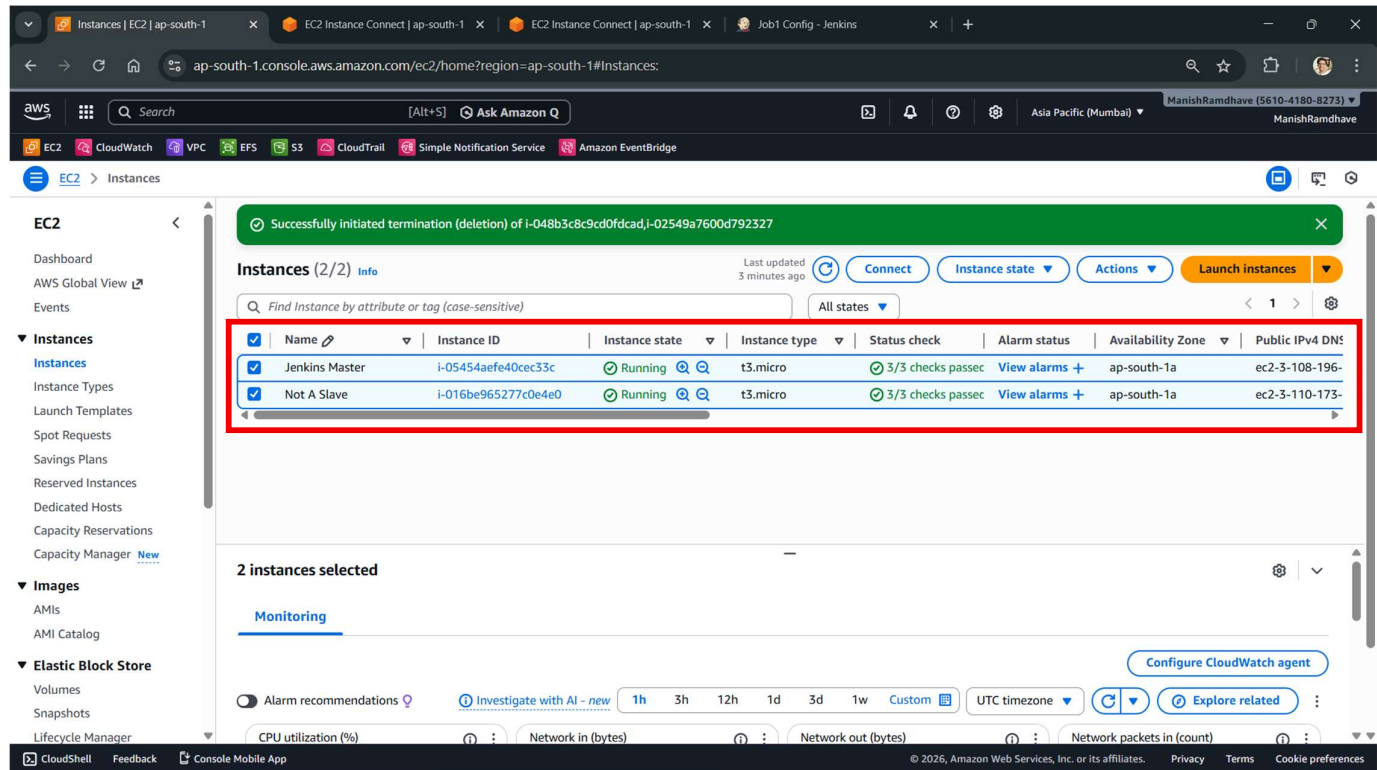 Instances | EC2 | ap-south-1
EC2 Instance Connect | ap-south-1
EC2 Instance Connect | ap-south-1
Job1 Config - Jenkins
ap-south-1.console.aws.amazon.com/ec2/home?region=ap-south-1#Instances:
aws
Search [Alt+S] Ask Amazon Q
Asia Pacific (Mumbai)
ManishRamdhave (5610-4180-8273)
ManishRamdhave
EC2 CloudWatch VPC EFS S3 CloudTrail Simple Notification Service Amazon EventBridge
EC2 > Instances
EC2
Dashboard
AWS Global View
Events
Instances
Instances
Instance Types
Launch Templates
Spot Requests
Savings Plans
Reserved Instances
Dedicated Hosts
Capacity Reservations
Capacity Manager New
Images
AMIs
AMI Catalog
Elastic Block Store
Volumes
Snapshots
Lifecycle Manager
Successfully initiated termination (deletion) of i-048b3c8c9cd0fdcad,i-02549a7600d792327
Instances (2/2) Info
Last updated
3 minutes ago
Connect Instance state Actions Launch instances
Find Instance by attribute or tag (case-sensitive)
All states
1
Name Instance ID Instance state Instance type Status check Alarm status Availability Zone Public IPv4 DNS
Jenkins Master i-05454aefe40cec33c Running t3.micro 3/3 checks passec View alarms + ap-south-1a ec2-3-108-196-
Not A Slave i-016be965277c0e4e0 Running t3.micro 3/3 checks passec View alarms + ap-south-1a ec2-3-110-173-
2 instances selected
Monitoring
Configure CloudWatch agent
Alarm recommendations Investigate with AI - new 1h 3h 12h 1d 3d 1w Custom UTC timezone Explore related
CPU utilization (%) Network in (bytes) Network out (bytes) Network packets in (count)
CloudShell Feedback Console Mobile App © 2026, Amazon Web Services, Inc. or its affiliates. Privacy Terms Cookie preferences